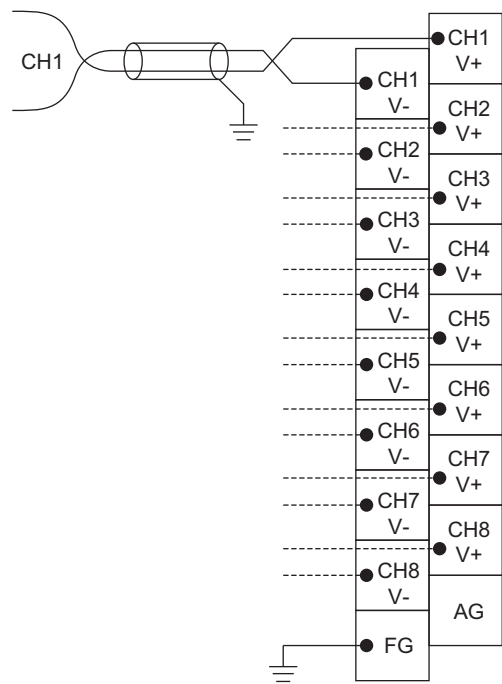 CH1
CH1
V+
CH1
V-
CH2
V+
CH2
V-
CH3
V+
CH3
V-
CH4
V+
CH4
V-
CH5
V+
CH5
V-
CH6
V+
CH6
V-
CH7
V+
CH7
V-
CH8
V+
CH8
V-
AG
FG